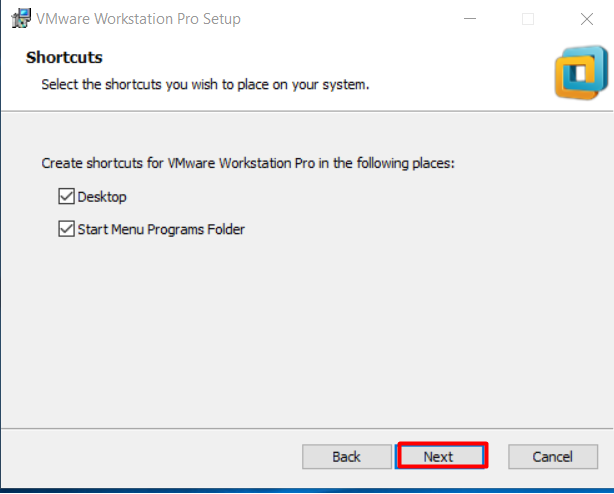 VMware Workstation Pro Setup
Shortcuts
Select the shortcuts you wish to place on your system.
Create shortcuts for VMware Workstation Pro in the following places:
Desktop
Start Menu Programs Folder
Back Next Cancel